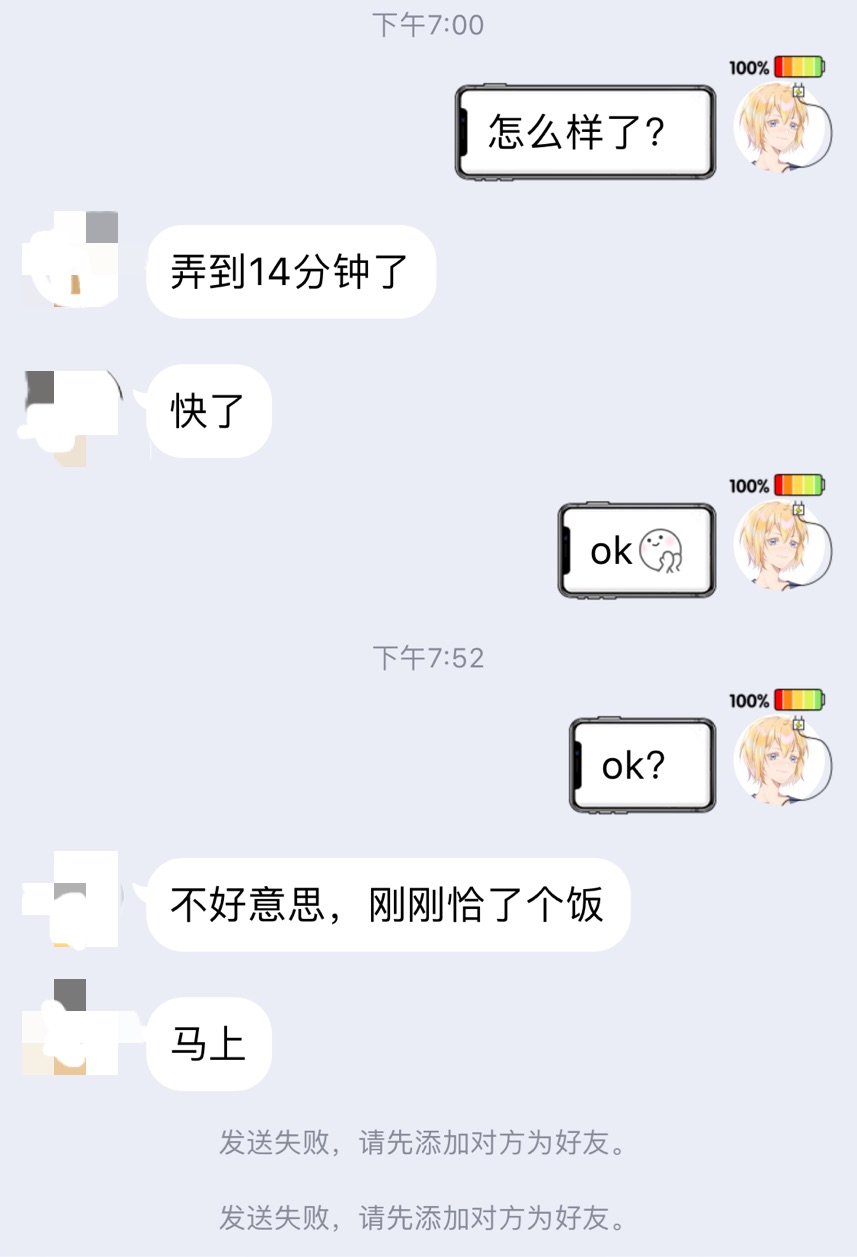 下午7:00
100%
怎么样了?
弄到14分钟了
快了
100%
ok
下午7:52
100%
ok?
不好意思，刚刚恰了个饭
马上
发送失败，请先添加对方为好友。
发送失败，请先添加对方为好友。